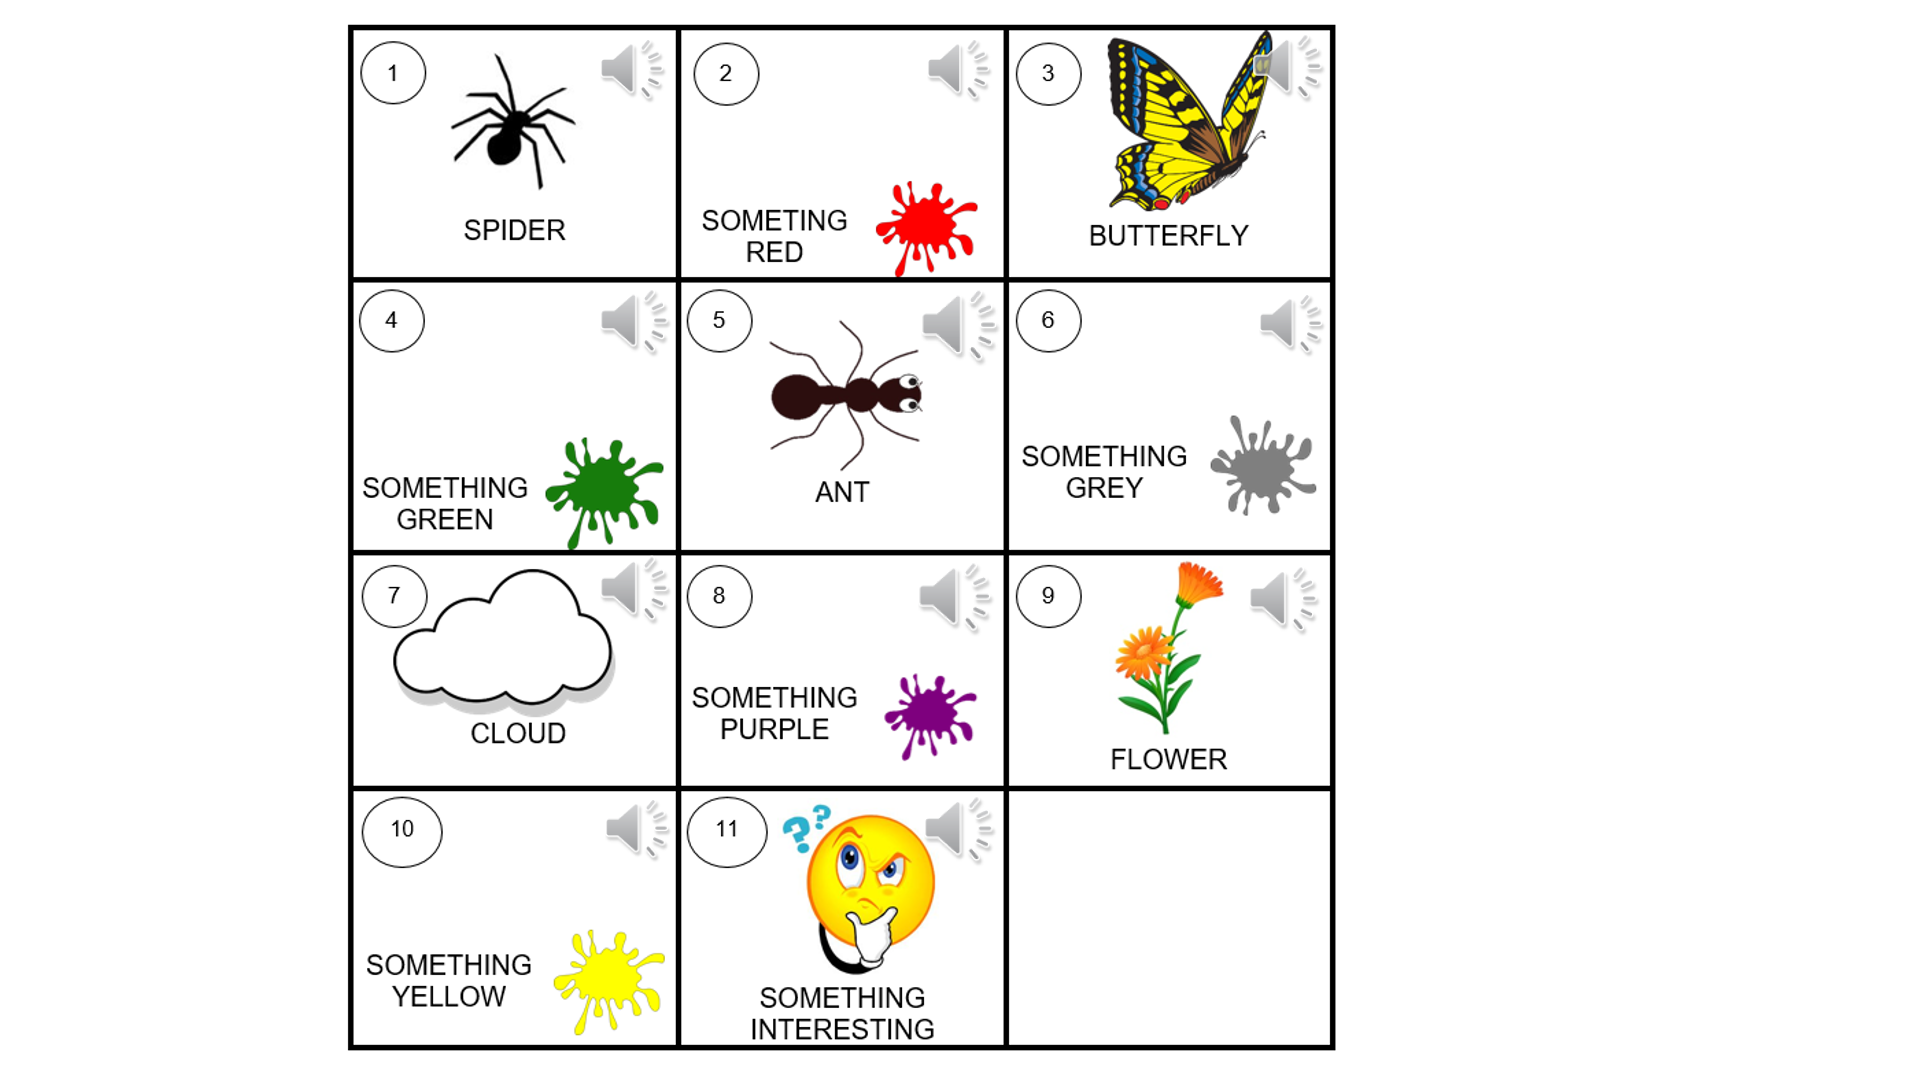 1
SPIDER
2
SOMETING
RED
3
BUTTERFLY
4
SOMETHING
GREEN
5
ANT
6
SOMETHING
GREY
7
CLOUD
8
SOMETHING
PURPLE
9
FLOWER
10
SOMETHING
YELLOW
11
??
SOMETHING
INTERESTING